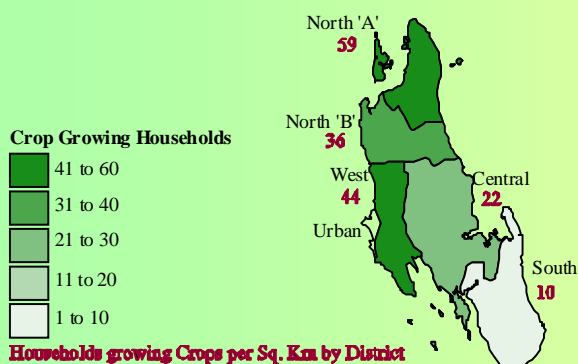 North 'A'
59
North 'B'
36
Crop Growing Households
41 to 60
West
44
Central
22
31 to 40
Urban
21 to 30
South
10
11 to 20
1 to 10
Households growing Crops per Sq. Km by District